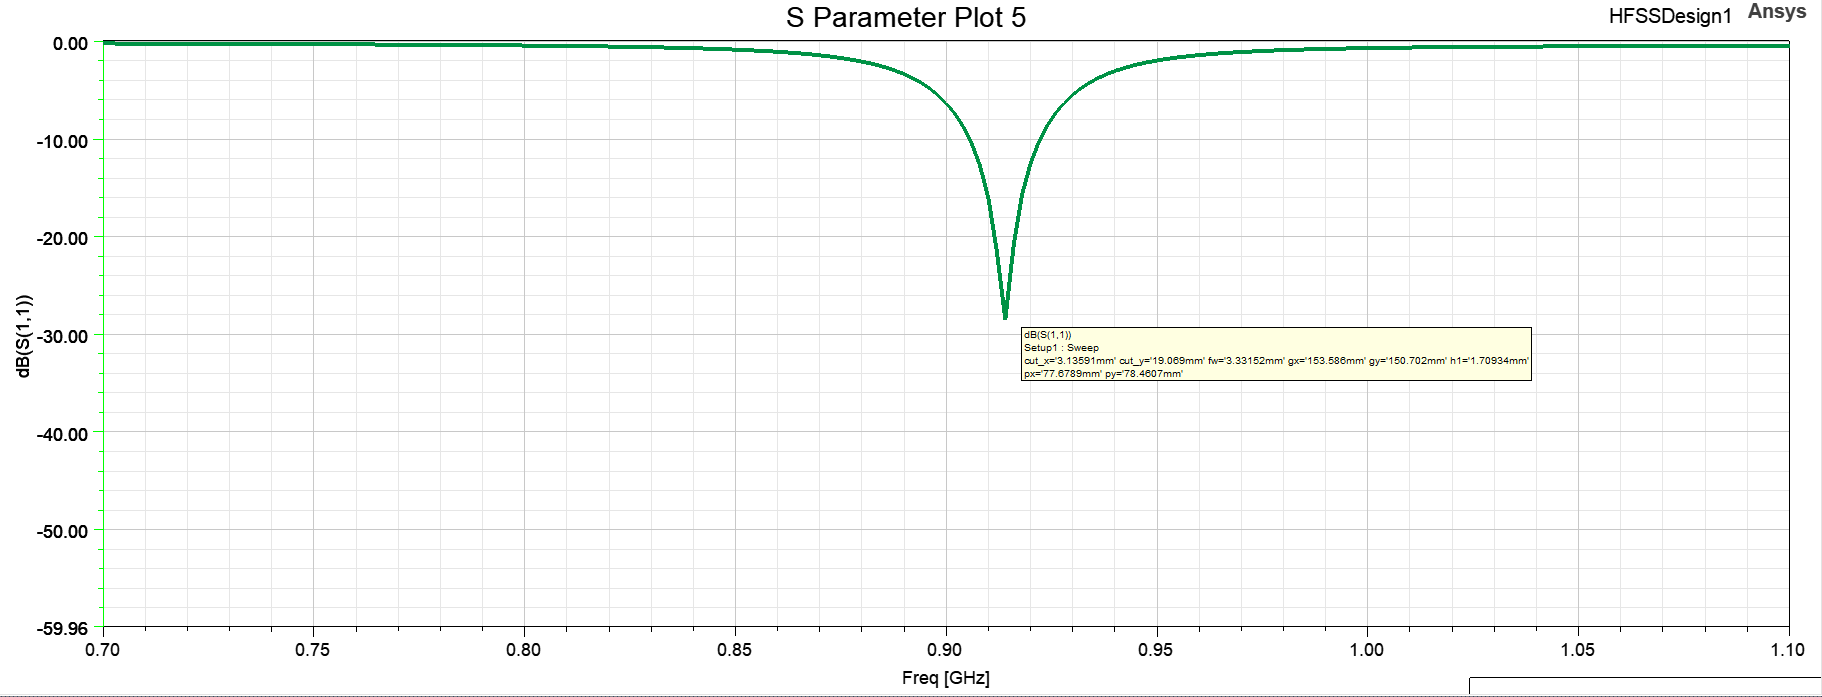 S Parameter Plot 5
HFSSDesign1
Ansys
0.00
-10.00
-20.00
-30.00
-40.00
-50.00
-59.96
dB(S(1,1))
dB(S(1,1))
Setup1 : Sweep
cut_x='3.13591mm' cut_y='19.069mm' fw='3.33152mm' gx='153.586mm' gy='150.702mm' h1='1.70934mm'
px='77.6789mm' py='78.4607mm'
0.70 0.75 0.80 0.85 0.90 0.95 1.00 1.05 1.10
Freq [GHz]